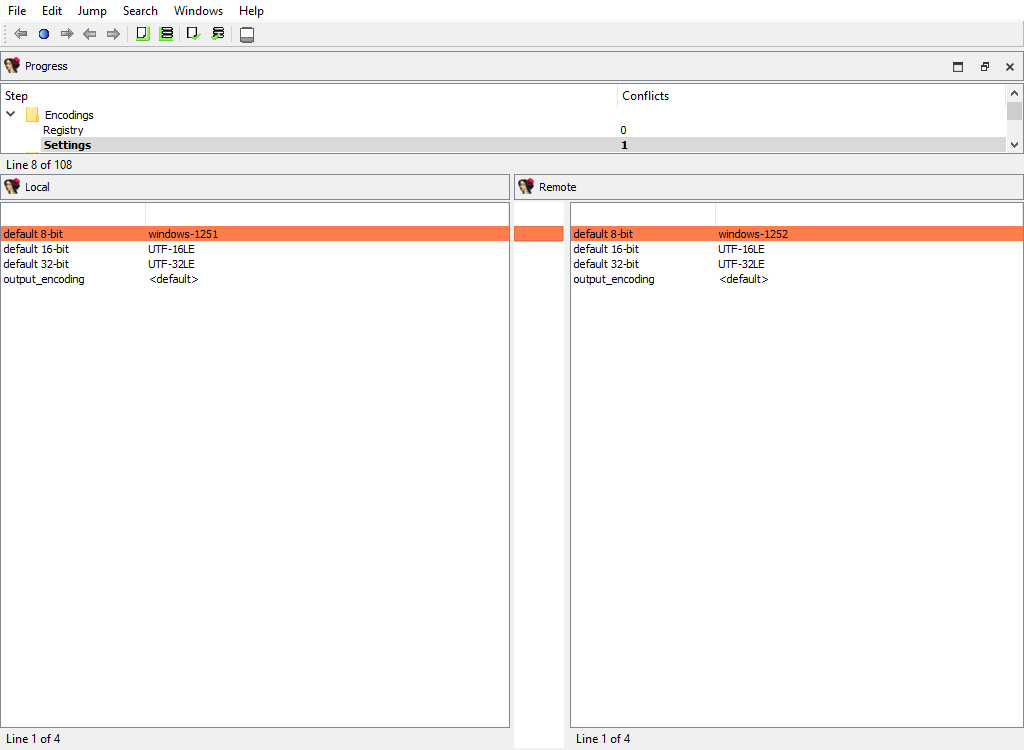 File Edit Jump Search Windows Help
Progress
Step Conflicts
Encodings
Registry 0
Settings 1
Line 8 of 108
Local Remote
default 8-bit windows-1251 default 8-bit windows-1252
default 16-bit UTF-16LE default 16-bit UTF-16LE
default 32-bit UTF-32LE default 32-bit UTF-32LE
output_encoding <default> output_encoding <default>
Line 1 of 4 Line 1 of 4